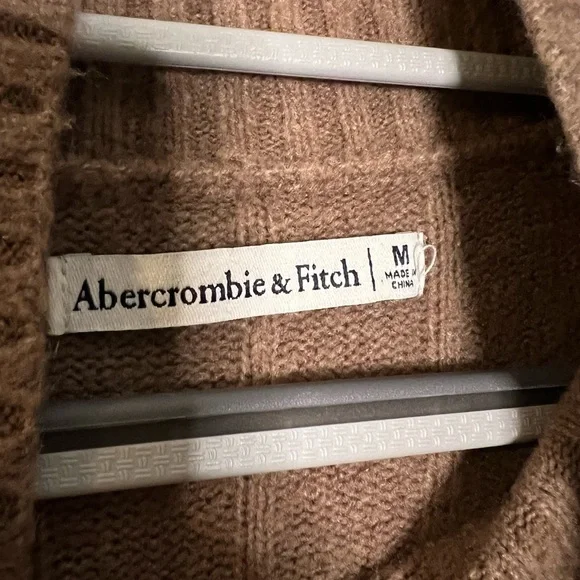 Abercrombie & Fitch | M
MADE IN
CHINA